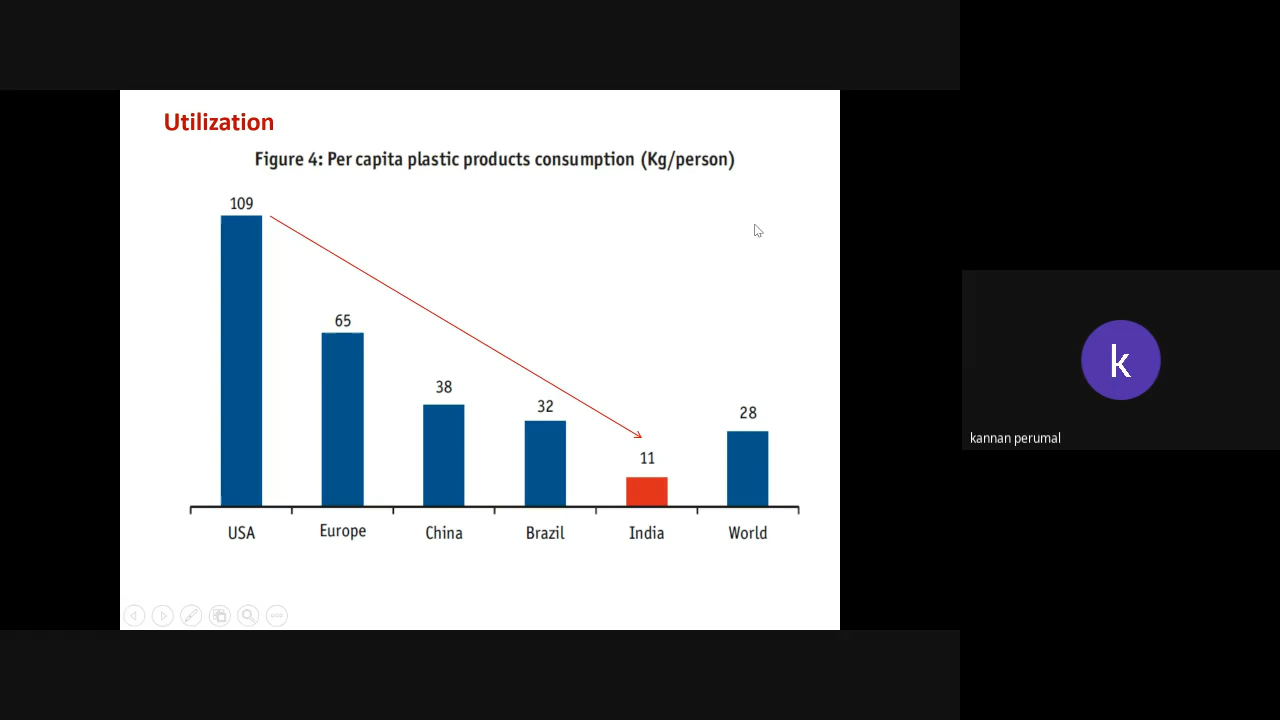 Utilization
Figure 4: Per capita plastic products consumption (Kg/person)
109
65
38
32
11
28
USA
Europe
China
Brazil
India
World
k
kannan perumal